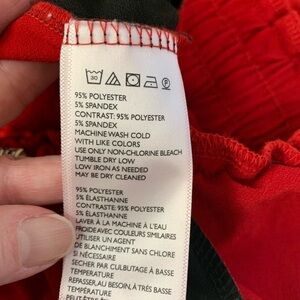 30
95% POLYESTER
5% SPANDEX
CONTRAST: 95% POLYESTER
5% SPANDEX
MACHINE WASH COLD
WITH LIKE COLORS
USE ONLY NON-CHLORINE BLEACH
TUMBLE DRY LOW
LOW IRON AS NEEDED
MAY BE DRY CLEANED
95% POLYESTER
5% ÉLASTHANNE
CONTRASTE: 95% POLYESTER
5% ÉLASTHANNE
LAVER À LA MACHINE À L'EAU
FROIDE AVEC COULEURS SIMILAIRES
UTILISER UN AGENT
DE BLANCHIMENT SANS CHLORE
SI NÉCESSAIRE
SÉCHER PAR CULBUTAGE À BASSE
TEMPÉRATURE
REPASSER, AU BESOIN, À TRÈS BASSE
TEMPÉRATURE
PEUT ÊTRE